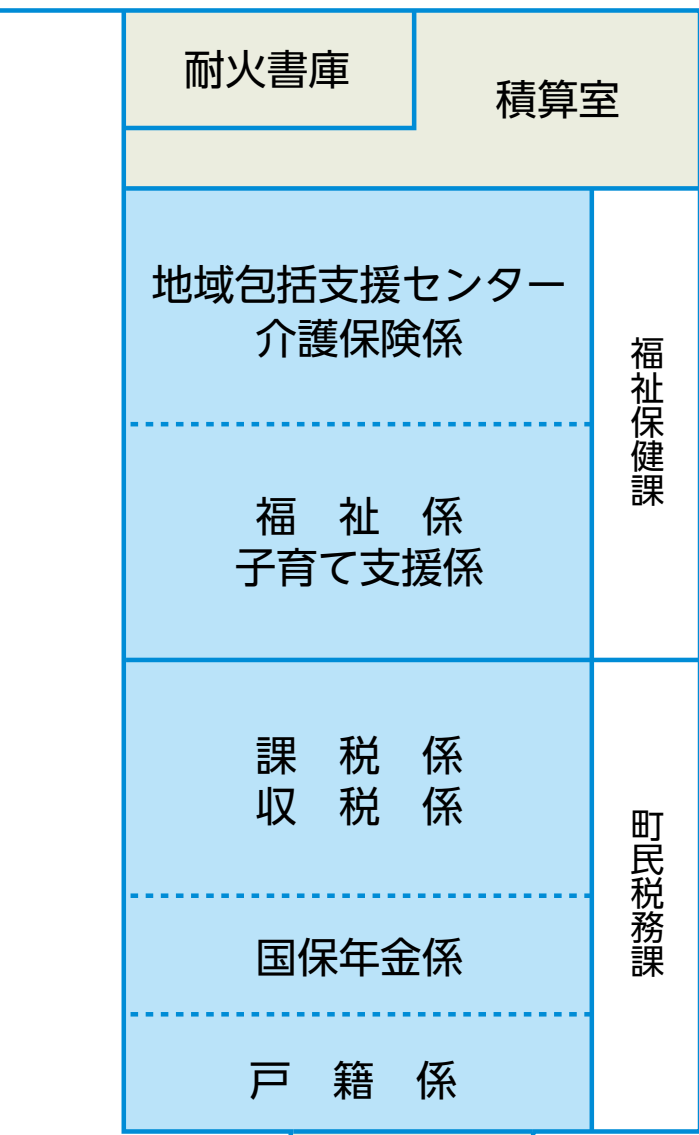 耐火書庫
積算室
地域包括支援センター
介護保険係
福　祉　係
子育て支援係
福祉保健課
課　税　係
収　税　係
国保年金係
戸　籍　係
町民税務課